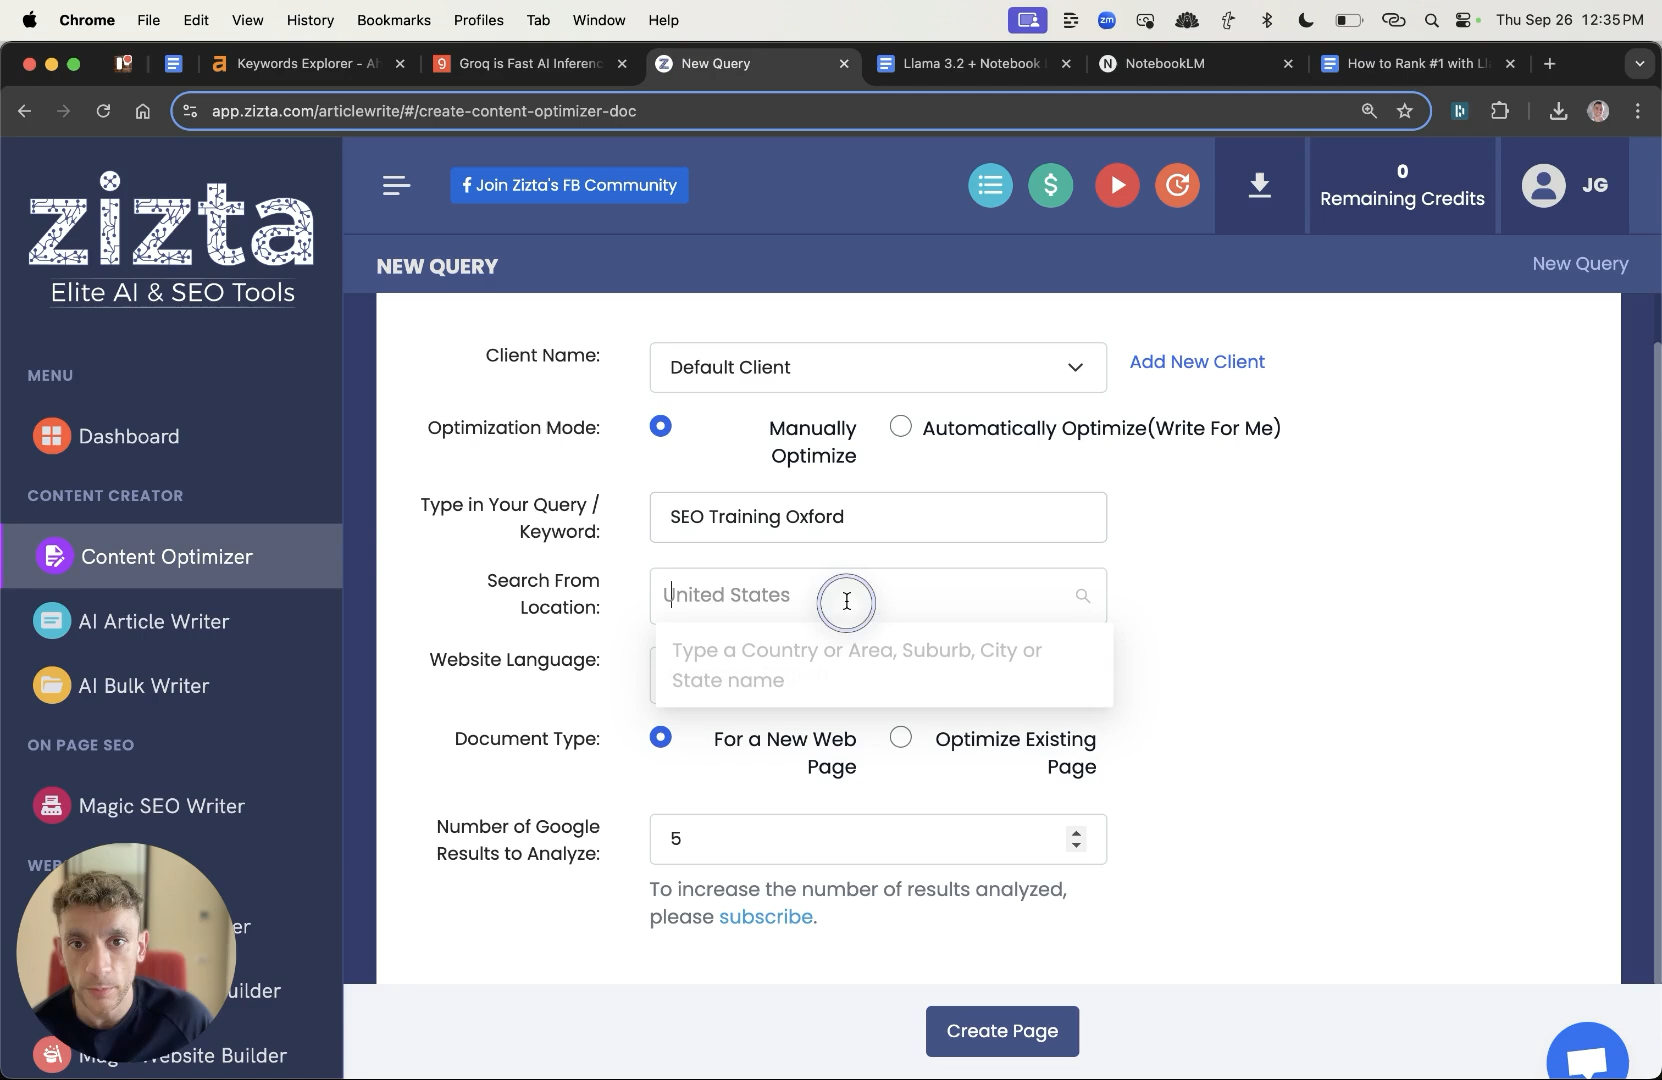 Chrome File Edit View History Bookmarks Profiles Tab Window Help zm Thu Sep 26 12:35 PM
Keywords Explorer - Ah Groq is Fast AI Inferenc New Query Llama 3.2 + Notebook NotebookLM How to Rank #1 with Ll
app.zizta.com/articlewrite/#/create-content-optimizer-doc
zizta
Elite AI & SEO Tools
Join Zizta's FB Community
0
Remaining Credits
JG
NEW QUERY
New Query
MENU
Dashboard
CONTENT CREATOR
Content Optimizer
AI Article Writer
AI Bulk Writer
ON PAGE SEO
Magic SEO Writer
Client Name:
Default Client
Add New Client
Optimization Mode:
Manually
Optimize
Automatically Optimize(Write For Me)
Type in Your Query /
Keyword:
SEO Training Oxford
Search From
Location:
United States
Type a Country or Area, Suburb, City or
State name
Website Language:
Document Type:
For a New Web
Page
Optimize Existing
Page
Number of Google
Results to Analyze:
5
To increase the number of results analyzed,
please subscribe.
Create Page